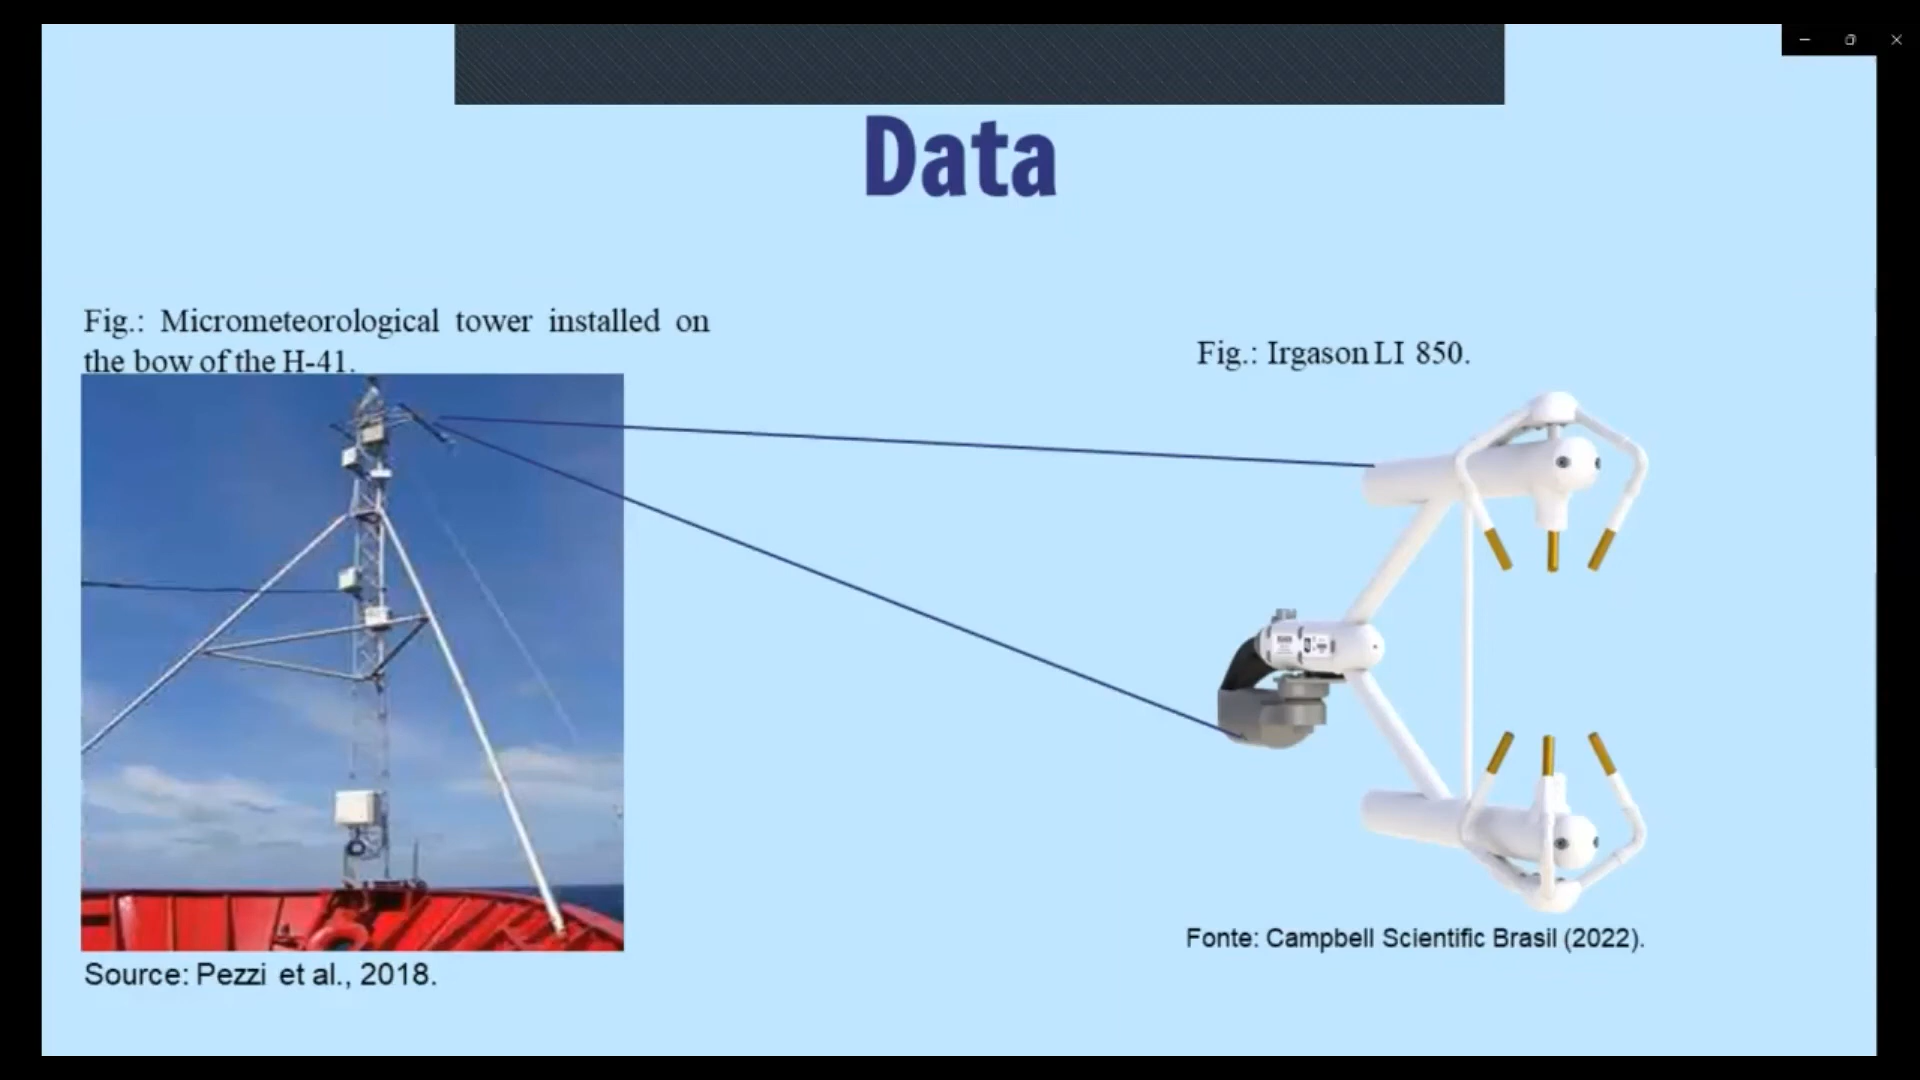 Data
Fig.: Micrometeorological tower installed on
the bow of the H-41.
Fig.: Irgason LI 850.
Fonte: Campbell Scientific Brasil (2022).
Source: Pezzi et al., 2018.